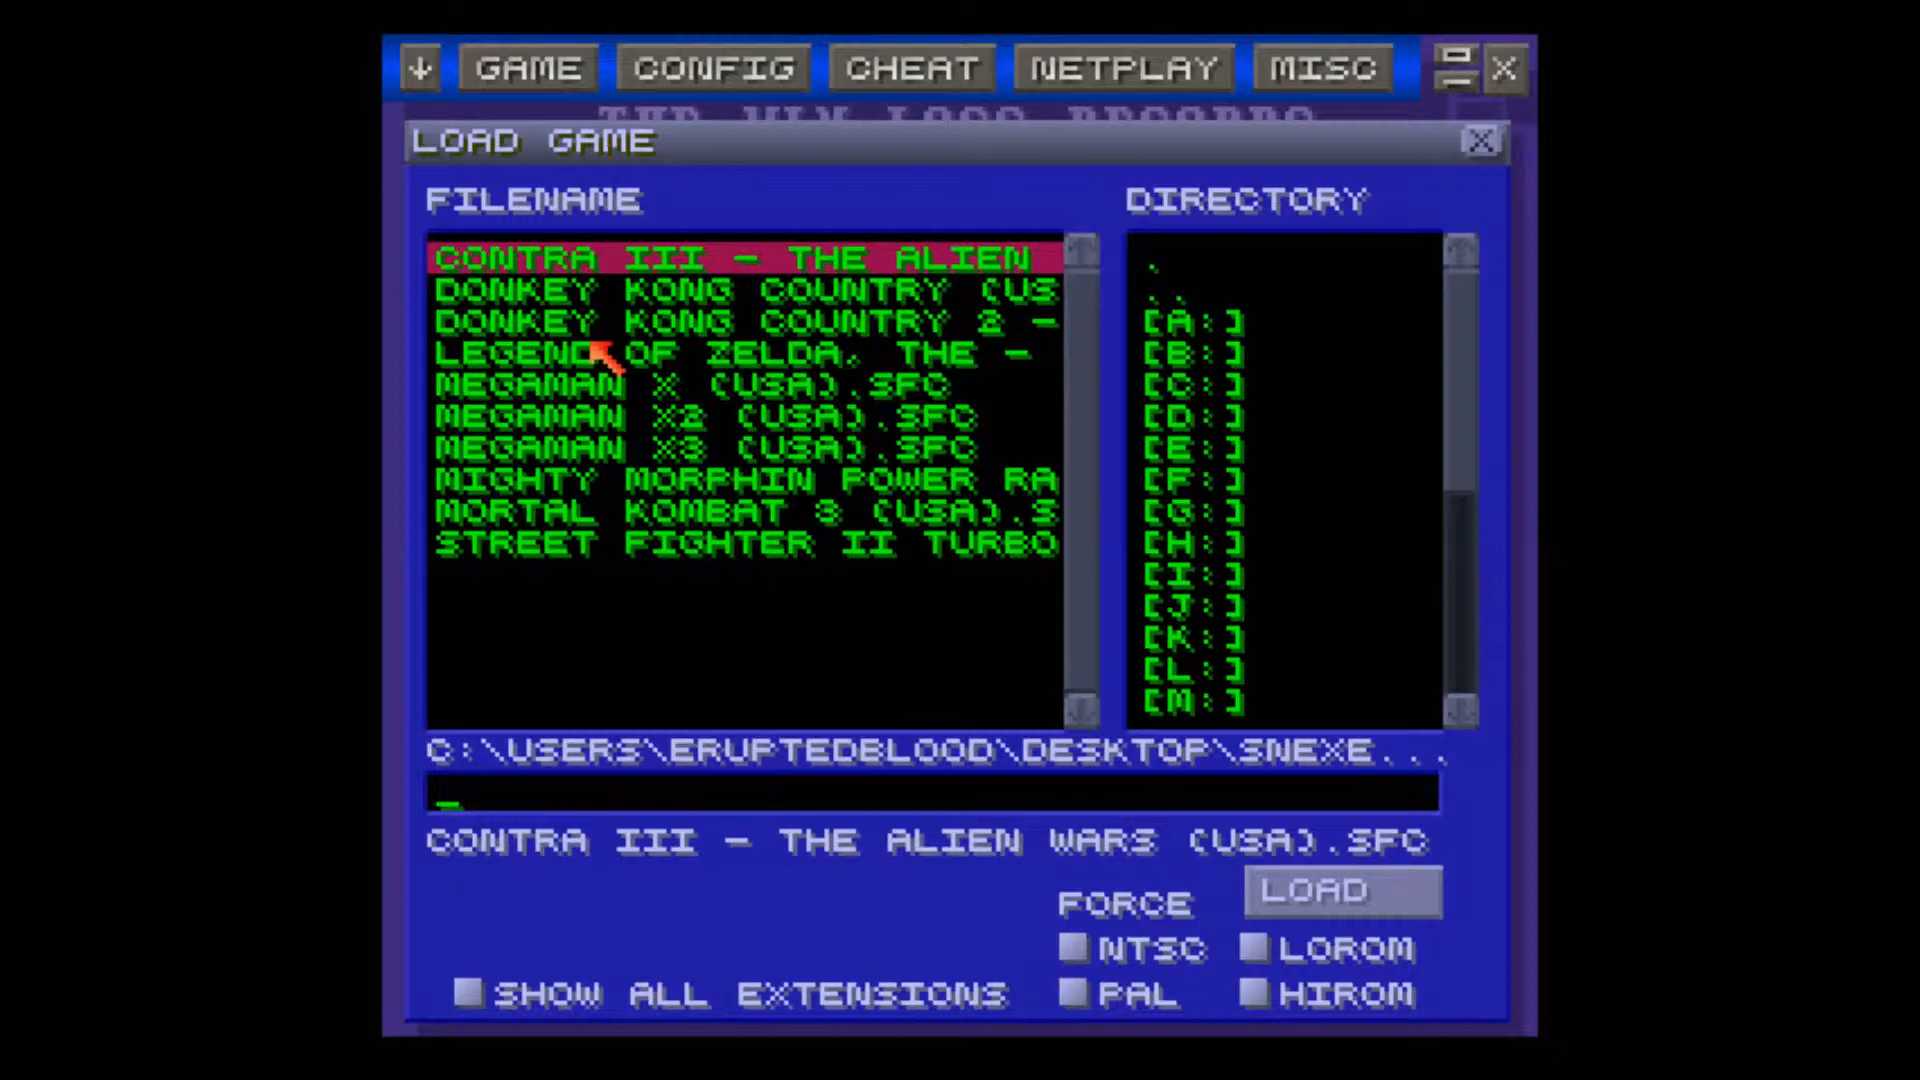 GAME CONFIG CHEAT NETPLAY MISC X
LOAD GAME X
FILENAME DIRECTORY
CONTRA III - THE ALIEN
DONKEY KONG COUNTRY (US
DONKEY KONG COUNTRY 2 -
LEGEND OF ZELDA, THE -
MEGAMAN X (USA).SFC
MEGAMAN X2 (USA).SFC
MEGAMAN X3 (USA).SFC
MIGHTY MORPHIN POWER RA
MORTAL KOMBAT 3 (USA).S
STREET FIGHTER II TURBO
.
..
[A:]
[B:]
[C:]
[D:]
[E:]
[F:]
[G:]
[H:]
[I:]
[J:]
[K:]
[L:]
[M:]
C:\USERS\ERUPTEDBLOOD\DESKTOP\SNEXE...
_
CONTRA III - THE ALIEN WARS (USA).SFC
LOAD
FORCE
NTSC LOROM
SHOW ALL EXTENSIONS PAL HIROM